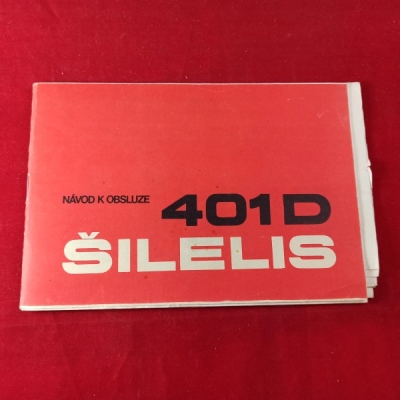 NÁVOD K OBSLUZE 401D
ŠILELIS